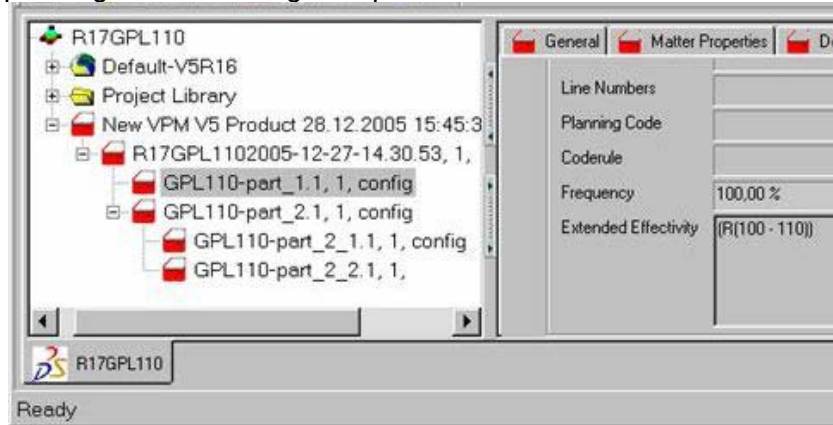 R17GPL110
Default-V5R16
Project Library
New VPM V5 Product 28.12.2005 15:45:3
R17GPL1102005-12-27-14.30.53, 1,
GPL110-part_1.1, 1, config
GPL110-part_2.1, 1, config
GPL110-part_2_1.1, 1, config
GPL110-part_2_2.1, 1,
General Matter Properties D
Line Numbers
Planning Code
Coderule
Frequency 100,00 %
Extended Effectivity (R(100 - 110))
R17GPL110
Ready